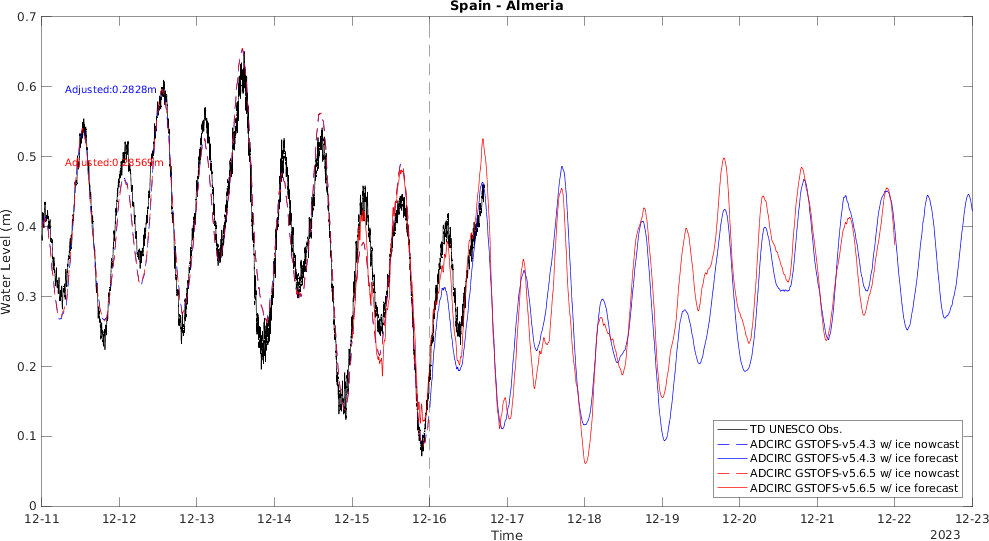 Spain - Almeria
0.7
0.6
0.5
0.4
0.3
0.2
0.1
0
Water Level (m)
Adjusted:0.2828m
TD UNESCO Obs.
ADCIRC GSTOFS-v5.4.3 w/ ice nowcast
ADCIRC GSTOFS-v5.4.3 w/ ice forecast
ADCIRC GSTOFS-v5.6.5 w/ ice nowcast
ADCIRC GSTOFS-v5.6.5 w/ ice forecast
12-11 12-12 12-13 12-14 12-15 12-16 12-17 12-18 12-19 12-20 12-21 12-22 12-23
Time
2023